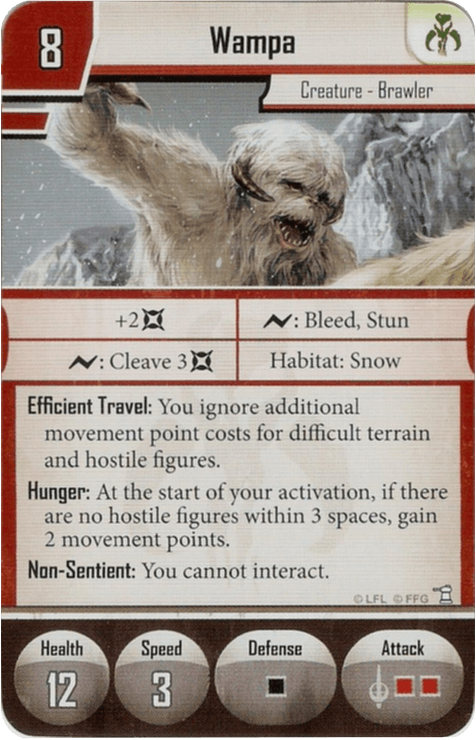 8
Wampa
Creature - Brawler
+2
: Bleed, Stun
: Cleave 3
Habitat: Snow
Efficient Travel: You ignore additional
movement point costs for difficult terrain
and hostile figures.
Hunger: At the start of your activation, if there
are no hostile figures within 3 spaces, gain
2 movement points.
Non-Sentient: You cannot interact.
© LFL © FFG
Health
Speed
Defense
Attack
12
3